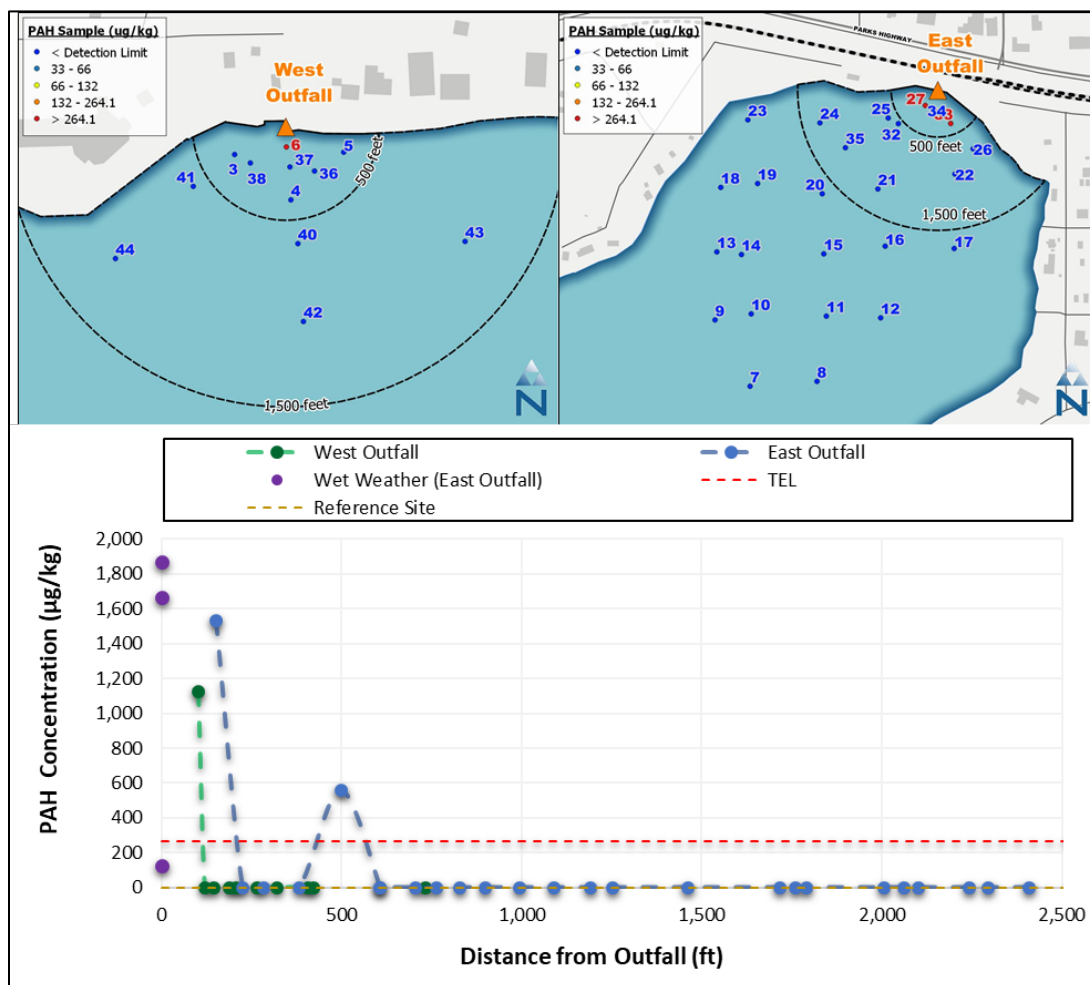 PAH Sample (ug/kg)
< Detection Limit
33 - 66
66 - 132
132 - 264.1
> 264.1
West
Outfall
6
5
3
38
37
36
41
4
500 feet
40
43
44
42
1,500 feet
N
PAH Sample (ug/kg)
< Detection Limit
33 - 66
66 - 132
132 - 264.1
> 264.1
PARKS HIGHWAY
East
Outfall
23
24
25
27
34
32
35
500 feet
26
18
19
20
21
22
1,500 feet
13
14
15
16
17
9
10
11
12
7
8
N
West Outfall
East Outfall
Wet Weather (East Outfall)
TEL
Reference Site
PAH Concentration (µg/kg)
2,000
1,800
1,600
1,400
1,200
1,000
800
600
400
200
0
0
500
1,000
1,500
2,000
2,500
Distance from Outfall (ft)